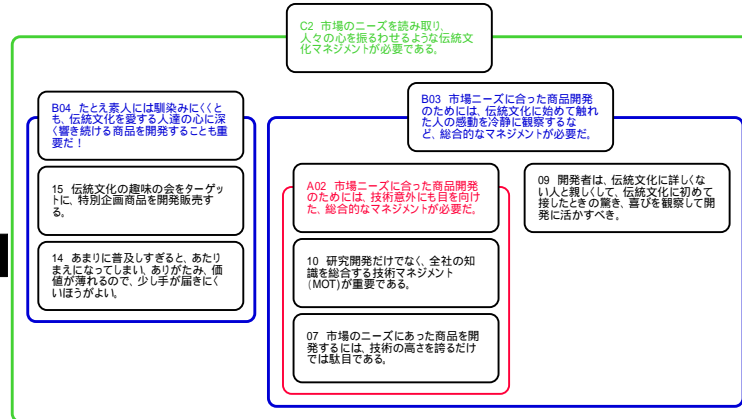 C2 市場のニーズを読み取り、
人々の心を振るわせるような伝統文
化マネジメントが必要である。
B04 たとえ素人には馴染みにくくと
も、伝統文化を愛する人達の心に深
く響き続ける商品を開発することも重
要だ！
15 伝統文化の趣味の会をターゲッ
トに、特別企画商品を開発販売す
る。
14 あまりに普及しすぎると、あたり
まえになってしまい、ありがたみ、価
値が薄れるので、少し手が届きにく
いほうがよい。
B03 市場ニーズに合った商品開発
のためには、伝統文化に始めて触れ
た人の感動を冷静に観察するな
ど、総合的なマネジメントが必要だ。
A02 市場ニーズに合った商品開発
のためには、技術意外にも目を向け
た、総合的なマネジメントが必要だ。
10 研究開発だけでなく、全社の知
識を総合する技術マネジメント
(MOT)が重要である。
07 市場のニーズにあった商品を開
発するには、技術の高さを誇るだけ
では駄目である。
09 開発者は、伝統文化に詳しくな
い人と親しくして、伝統文化に初めて
接したときの驚き、喜びを観察して開
発に活かすべき。